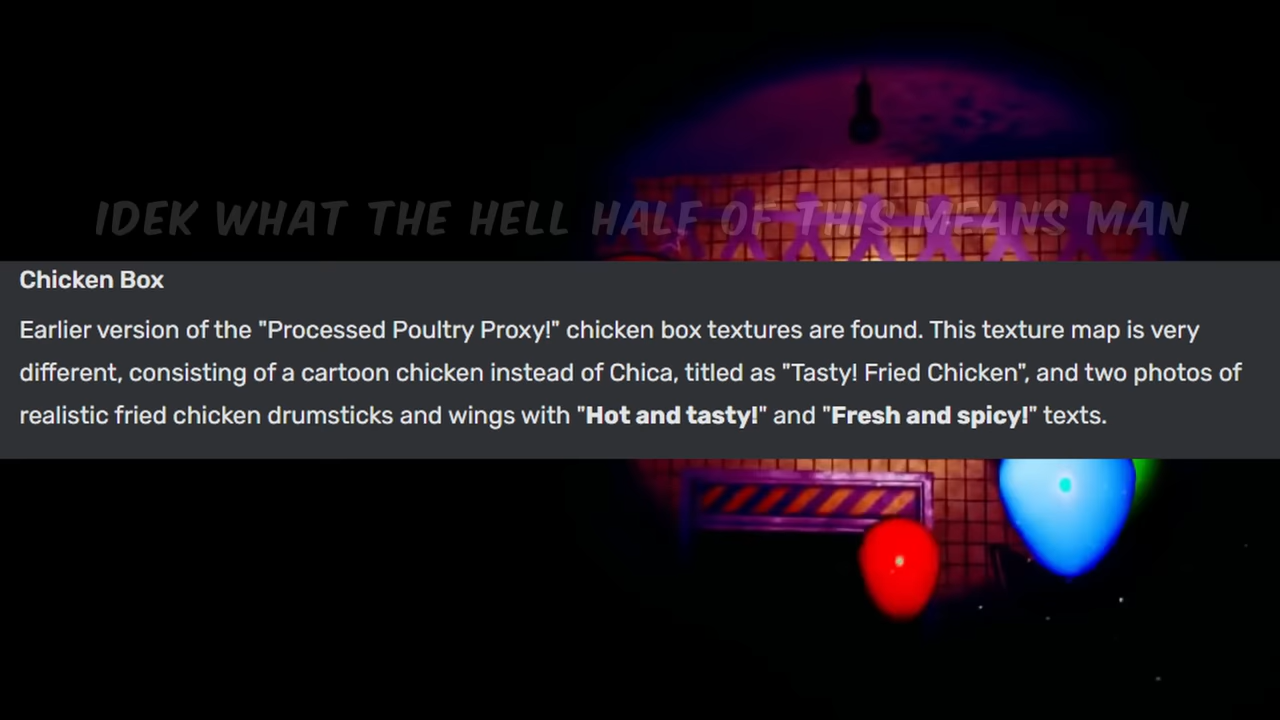 IDEK WHAT THE HELL HALF OF THIS MEANS MAN
Chicken Box
Earlier version of the "Processed Poultry Proxy!" chicken box textures are found. This texture map is very
different, consisting of a cartoon chicken instead of Chica, titled as "Tasty! Fried Chicken", and two photos of
realistic fried chicken drumsticks and wings with "Hot and tasty!" and "Fresh and spicy!" texts.